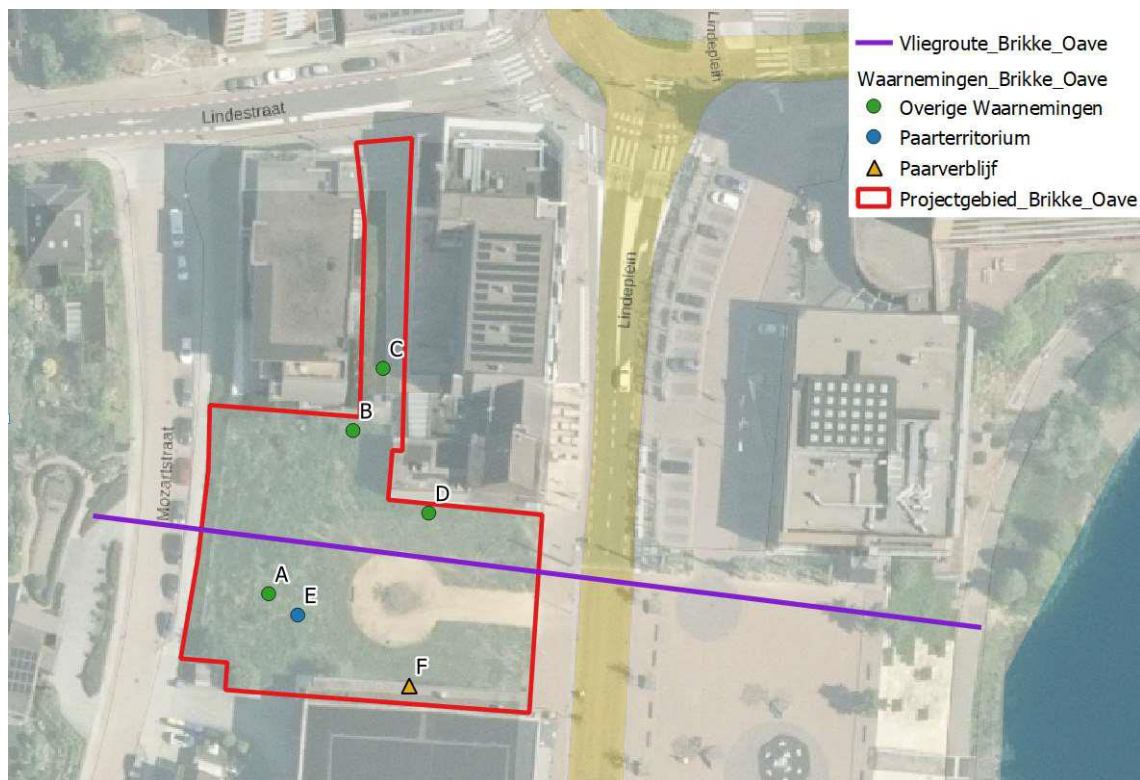 Vliegroute_Brikke_Oave
Waarnemingen_Brikke_Oave
Overige Waarnemingen
Paarterritorium
Paarverblijf
Projectgebied_Brikke_Oave
Lindeplein
Lindestraat
Lindeplein
Mozartstraat
C
B
D
A
E
F